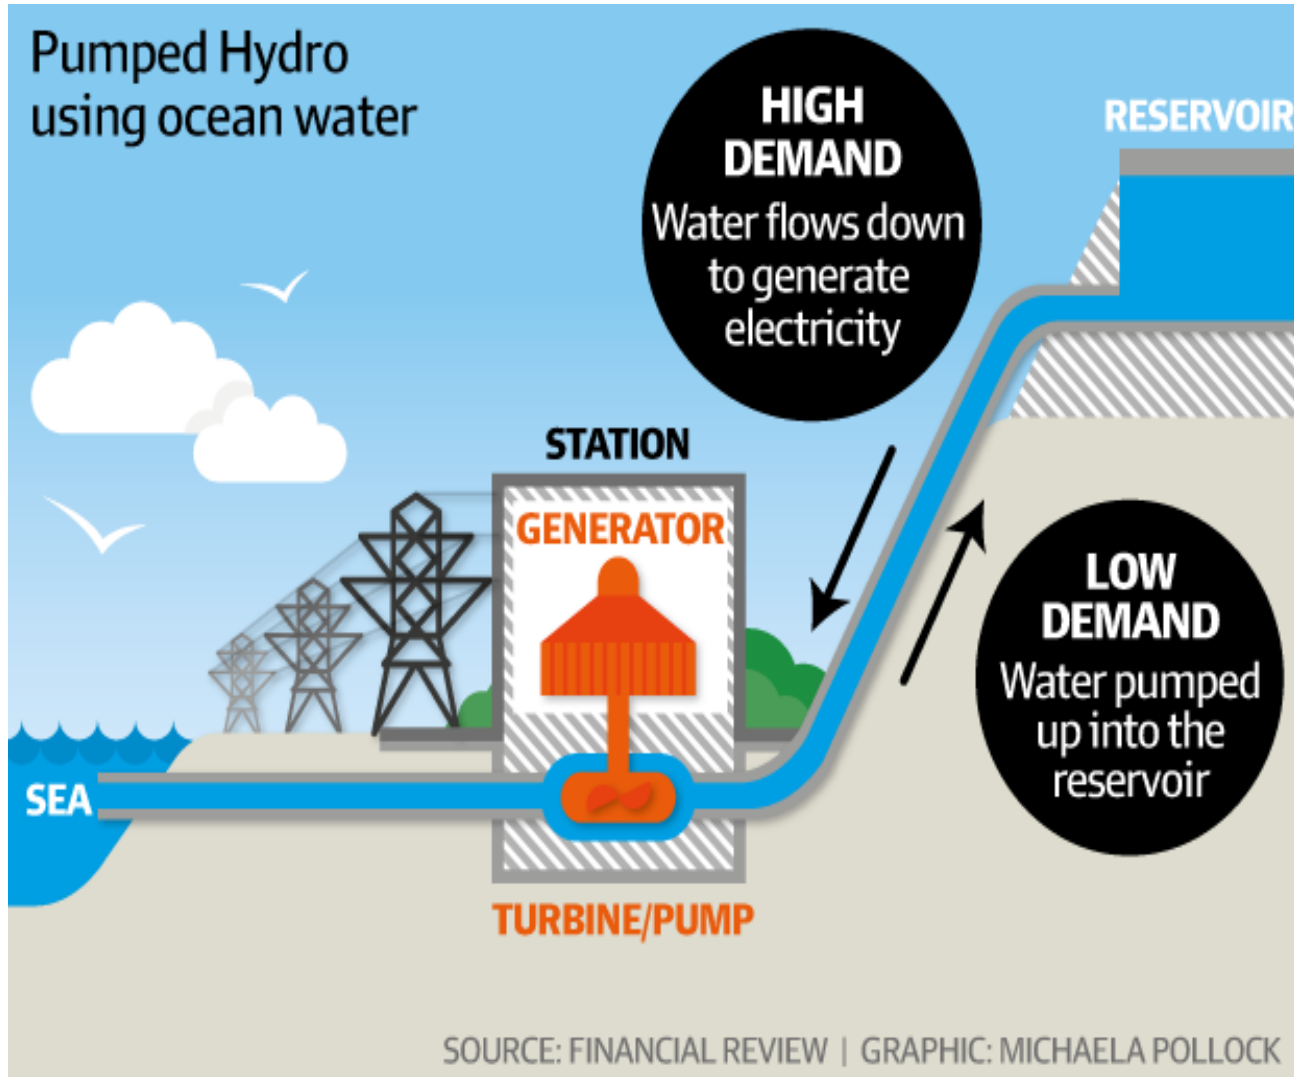 Pumped Hydro
using ocean water
HIGH
DEMAND
Water flows down
to generate
electricity
RESERVOIR
STATION
GENERATOR
LOW
DEMAND
Water pumped
up into the
reservoir
SEA
TURBINE/PUMP
SOURCE: FINANCIAL REVIEW | GRAPHIC: MICHAELA POLLOCK